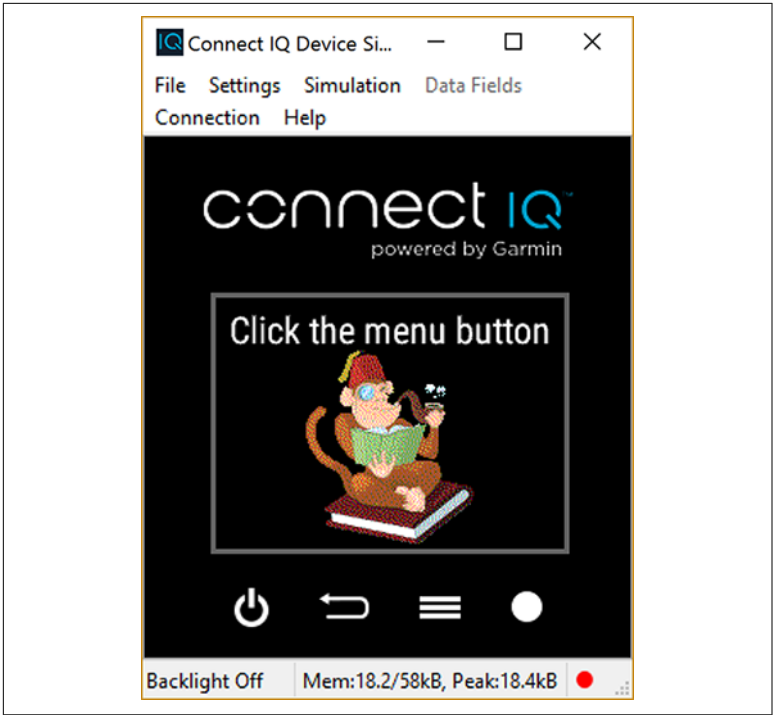 IQ Connect IQ Device Si...
File Settings Simulation Data Fields
Connection Help
connect IQ™
powered by Garmin
Click the menu button
Backlight Off Mem:18.2/58kB, Peak:18.4kB